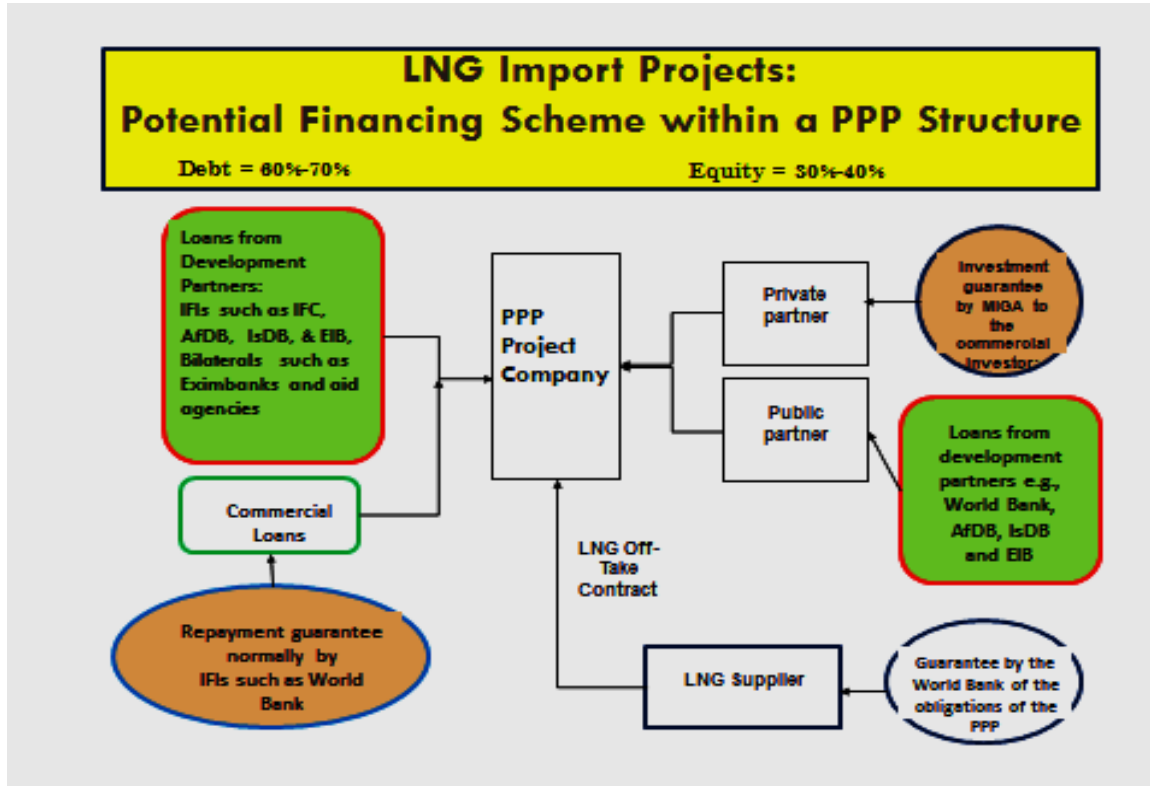 LNG Import Projects:
Potential Financing Scheme within a PPP Structure
Debt = 60%-70%
Equity = 30%-40%
Loans from
Development
Partners:
IFIs such as IFC,
AfDB, IsDB, & EIB,
Bilaterals such as
Eximbanks and aid
agencies
Commercial
Loans
Repayment guarantee
normally by
IFIs such as World
Bank
PPP
Project
Company
Private
partner
Public
partner
Investment
guarantee
by MIGA to
the
commercial
investor:
Loans from
development
partners e.g.,
World Bank,
AfDB, IsDB
and EIB
LNG Off-
Take
Contract
LNG Supplier
Guarantee by the
World Bank of the
obligations of the
PPP